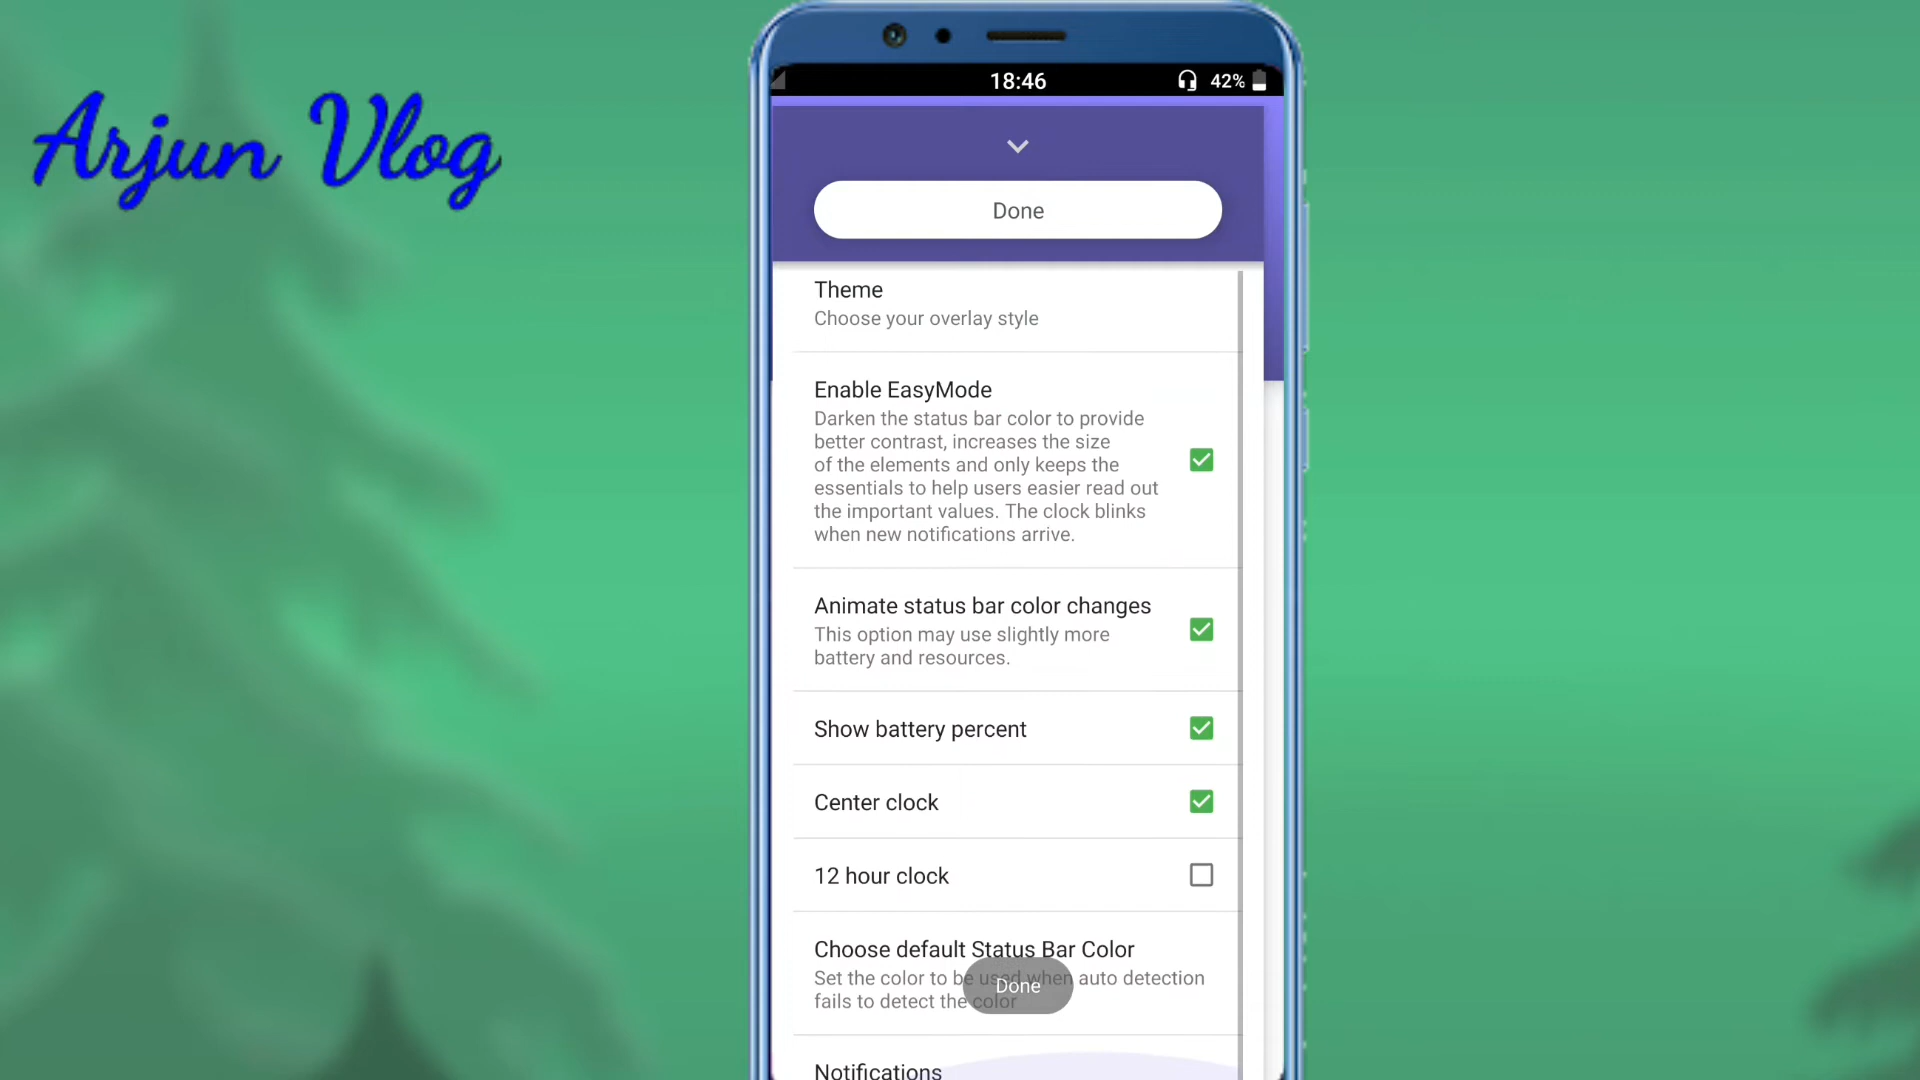 Arjun Vlog
18:46
42%
Done
Theme
Choose your overlay style
Enable EasyMode
Darken the status bar color to provide
better contrast, increases the size
of the elements and only keeps the
essentials to help users easier read out
the important values. The clock blinks
when new notifications arrive.
Animate status bar color changes
This option may use slightly more
battery and resources.
Show battery percent
Center clock
12 hour clock
Choose default Status Bar Color
Set the color to be used when auto detection
fails to detect the color
Done
Notifications